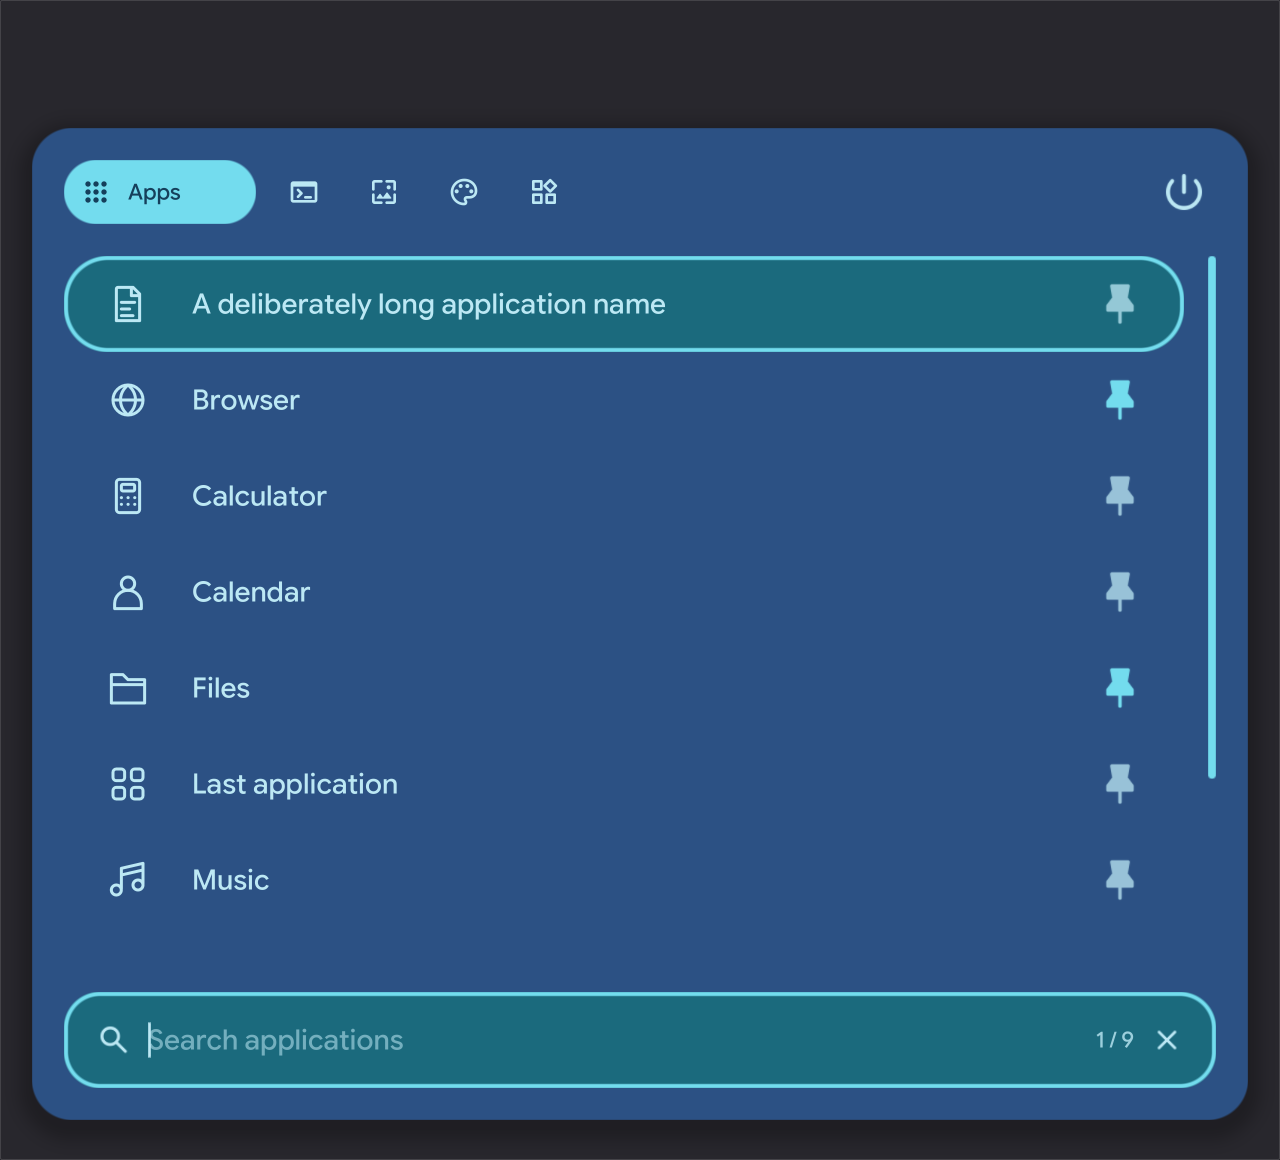 Apps
A deliberately long application name
Browser
Calculator
Calendar
Files
Last application
Music
Search applications
1 / 9